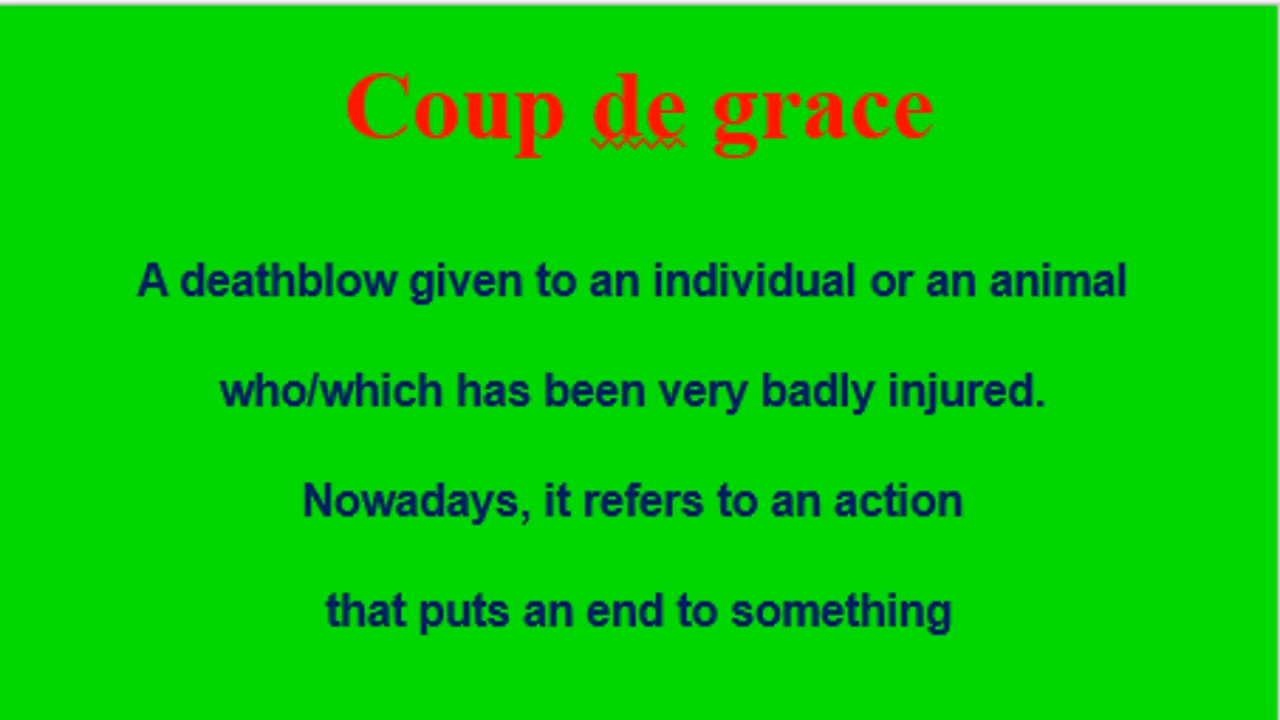 Coup de grace
A deathblow given to an individual or an animal
who/which has been very badly injured.
Nowadays, it refers to an action
that puts an end to something